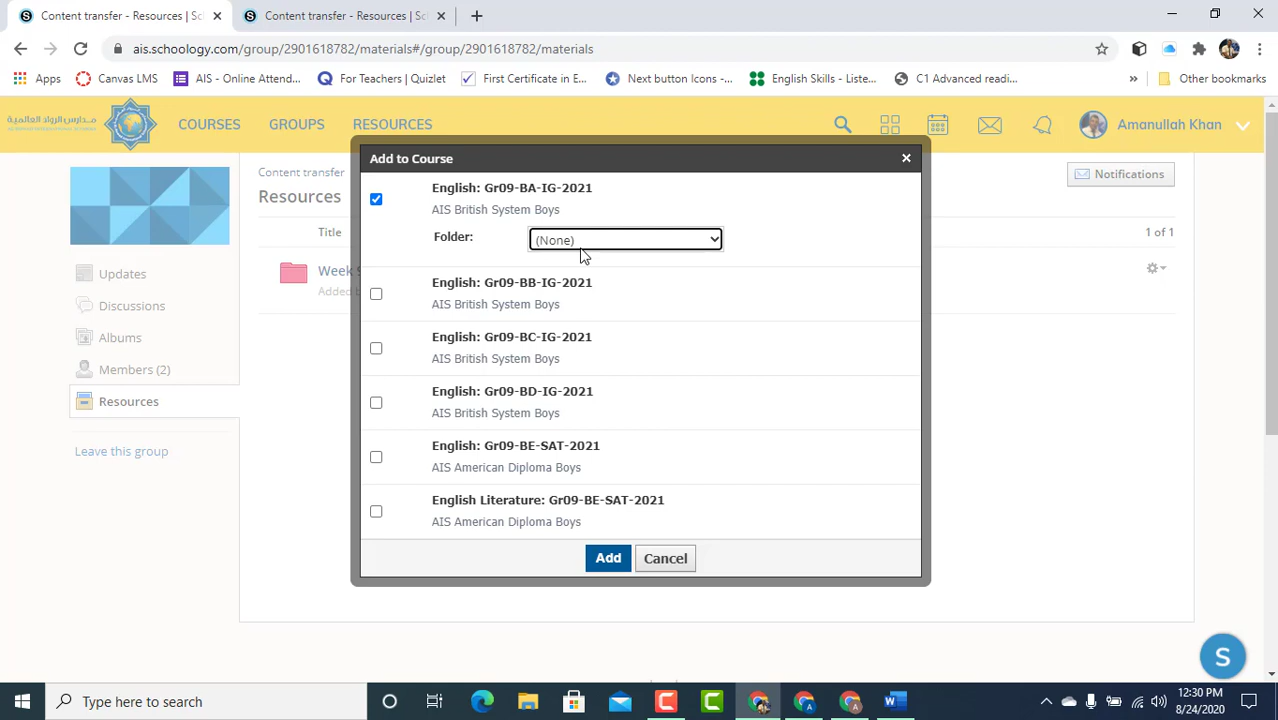 Content transfer - Resources | Sc
Content transfer - Resources | Sc
ais.schoology.com/group/2901618782/materials#/group/2901618782/materials
Apps
Canvas LMS
AIS - Online Attend...
For Teachers | Quizlet
First Certificate in E...
Next button Icons -...
English Skills - Liste...
C1 Advanced readi...
Other bookmarks
مدارس الرواد العالمية
COURSES
GROUPS
RESOURCES
Amanullah Khan
Content transfer
Resources
Notifications
Title
1 of 1
Week 9
Added b
Updates
Discussions
Albums
Members (2)
Resources
Leave this group
Add to Course
English: Gr09-BA-IG-2021
AIS British System Boys
Folder:
(None)
English: Gr09-BB-IG-2021
AIS British System Boys
English: Gr09-BC-IG-2021
AIS British System Boys
English: Gr09-BD-IG-2021
AIS British System Boys
English: Gr09-BE-SAT-2021
AIS American Diploma Boys
English Literature: Gr09-BE-SAT-2021
AIS American Diploma Boys
Add
Cancel
S
Type here to search
12:30 PM
8/24/2020